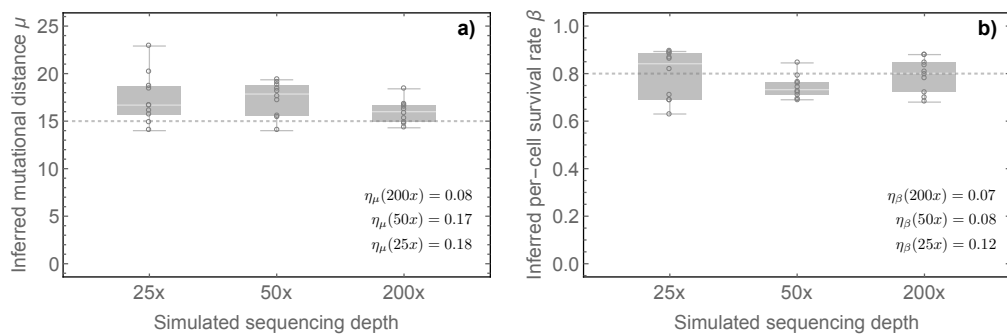 a)
Inferred mutational distance μ
25
20
15
10
5
0
η_μ(200x) = 0.08
η_μ(50x) = 0.17
η_μ(25x) = 0.18
25x 50x 200x
Simulated sequencing depth
b)
Inferred per-cell survival rate β
1.0
0.8
0.6
0.4
0.2
0.0
η_β(200x) = 0.07
η_β(50x) = 0.08
η_β(25x) = 0.12
25x 50x 200x
Simulated sequencing depth